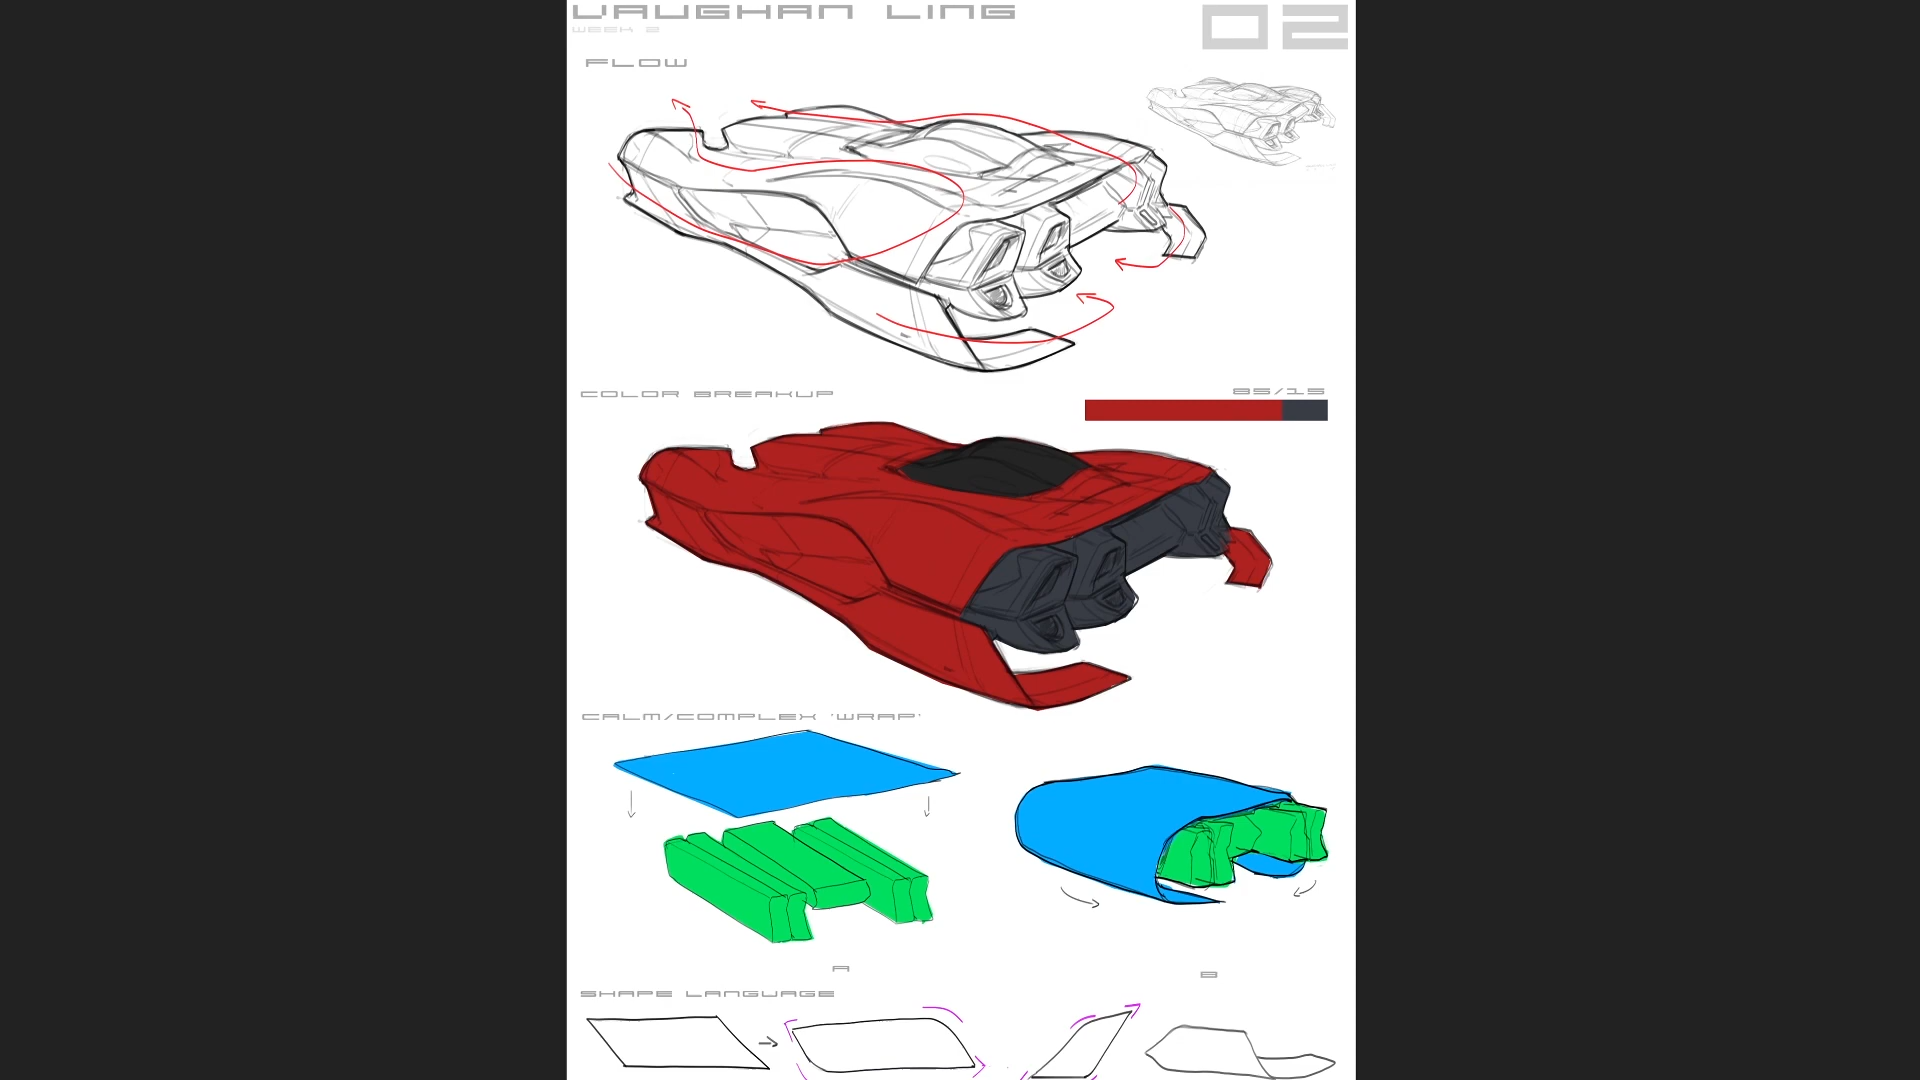 VAUGHAN LING
02
WEEK 2
FLOW
COLOR BREAKUP
85/15
CALM/COMPLEX 'WRAP'
A
B
SHAPE LANGUAGE